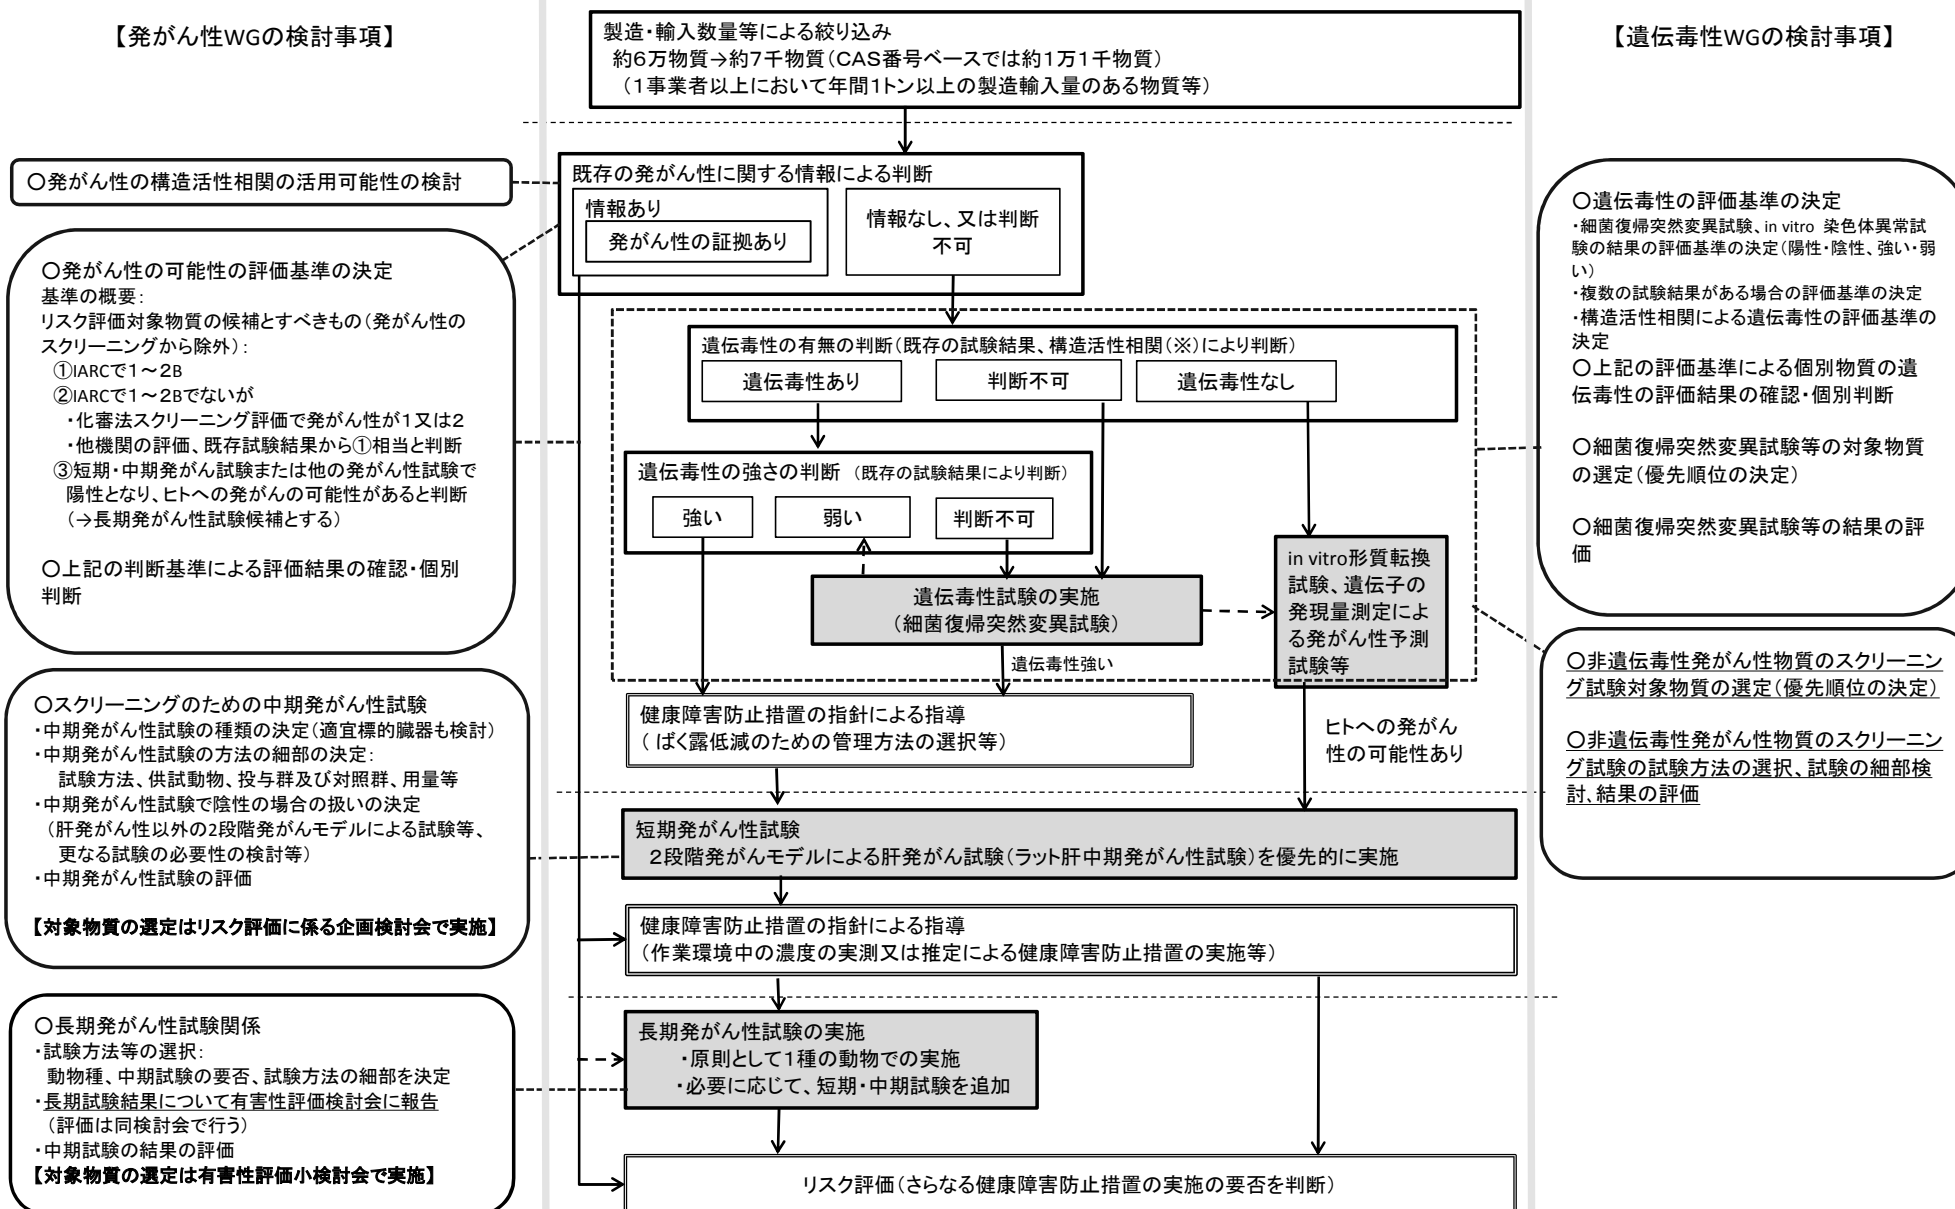 【発がん性WGの検討事項】
〇発がん性の構造活性相関の活用可能性の検討
〇発がん性の可能性の評価基準の決定
基準の概要:
リスク評価対象物質の候補とすべきもの(発がん性の
スクリーニングから除外):
①IARCで1~2B
②IARCで1~2Bでないが
・化審法スクリーニング評価で発がん性が1又は2
・他機関の評価、既存試験結果から①相当と判断
③短期・中期発がん試験または他の発がん性試験で
陽性となり、ヒトへの発がんの可能性があると判断
(→長期発がん性試験候補とする)
〇上記の判断基準による評価結果の確認・個別
判断
〇スクリーニングのための中期発がん性試験
・中期発がん性試験の種類の決定(適宜標的臓器も検討)
・中期発がん性試験の方法の細部の決定:
試験方法、供試動物、投与群及び対照群、用量等
・中期発がん性試験で陰性の場合の扱いの決定
(肝発がん性以外の2段階発がんモデルによる試験等、
更なる試験の必要性の検討等)
・中期発がん性試験の評価
【対象物質の選定はリスク評価に係る企画検討会で実施】
〇長期発がん性試験関係
・試験方法等の選択:
動物種、中期試験の要否、試験方法の細部を決定
・長期試験結果について有害性評価検討会に報告
(評価は同検討会で行う)
・中期試験の結果の評価
【対象物質の選定は有害性評価小検討会で実施】
製造・輸入数量等による絞り込み
約6万物質→約7千物質(CAS番号ベースでは約1万1千物質)
(1事業者以上において年間1トン以上の製造輸入量のある物質等)
既存の発がん性に関する情報による判断
情報あり
発がん性の証拠あり
情報なし、又は判断
不可
遺伝毒性の有無の判断(既存の試験結果、構造活性相関(※)により判断)
遺伝毒性あり
判断不可
遺伝毒性なし
遺伝毒性の強さの判断 (既存の試験結果により判断)
強い
弱い
判断不可
遺伝毒性試験の実施
(細菌復帰突然変異試験)
in vitro形質転換
試験、遺伝子の
発現量測定によ
る発がん性予測
試験等
遺伝毒性強い
健康障害防止措置の指針による指導
(ばく露低減のための管理方法の選択等)
ヒトへの発がん
性の可能性あり
短期発がん性試験
2段階発がんモデルによる肝発がん試験(ラット肝中期発がん性試験)を優先的に実施
健康障害防止措置の指針による指導
(作業環境中の濃度の実測又は推定による健康障害防止措置の実施等)
長期発がん性試験の実施
・原則として1種の動物での実施
・必要に応じて、短期・中期試験を追加
リスク評価(さらなる健康障害防止措置の実施の要否を判断)
【遺伝毒性WGの検討事項】
〇遺伝毒性の評価基準の決定
・細菌復帰突然変異試験、in vitro 染色体異常試
験の結果の評価基準の決定(陽性・陰性、強い・弱
い)
・複数の試験結果がある場合の評価基準の決定
・構造活性相関による遺伝毒性の評価基準の
決定
〇上記の評価基準による個別物質の遺
伝毒性の評価結果の確認・個別判断
〇細菌復帰突然変異試験等の対象物質
の選定(優先順位の決定)
〇細菌復帰突然変異試験等の結果の評
価
〇非遺伝毒性発がん性物質のスクリーニン
グ試験対象物質の選定(優先順位の決定)
〇非遺伝毒性発がん性物質のスクリーニン
グ試験の試験方法の選択、試験の細部検
討、結果の評価